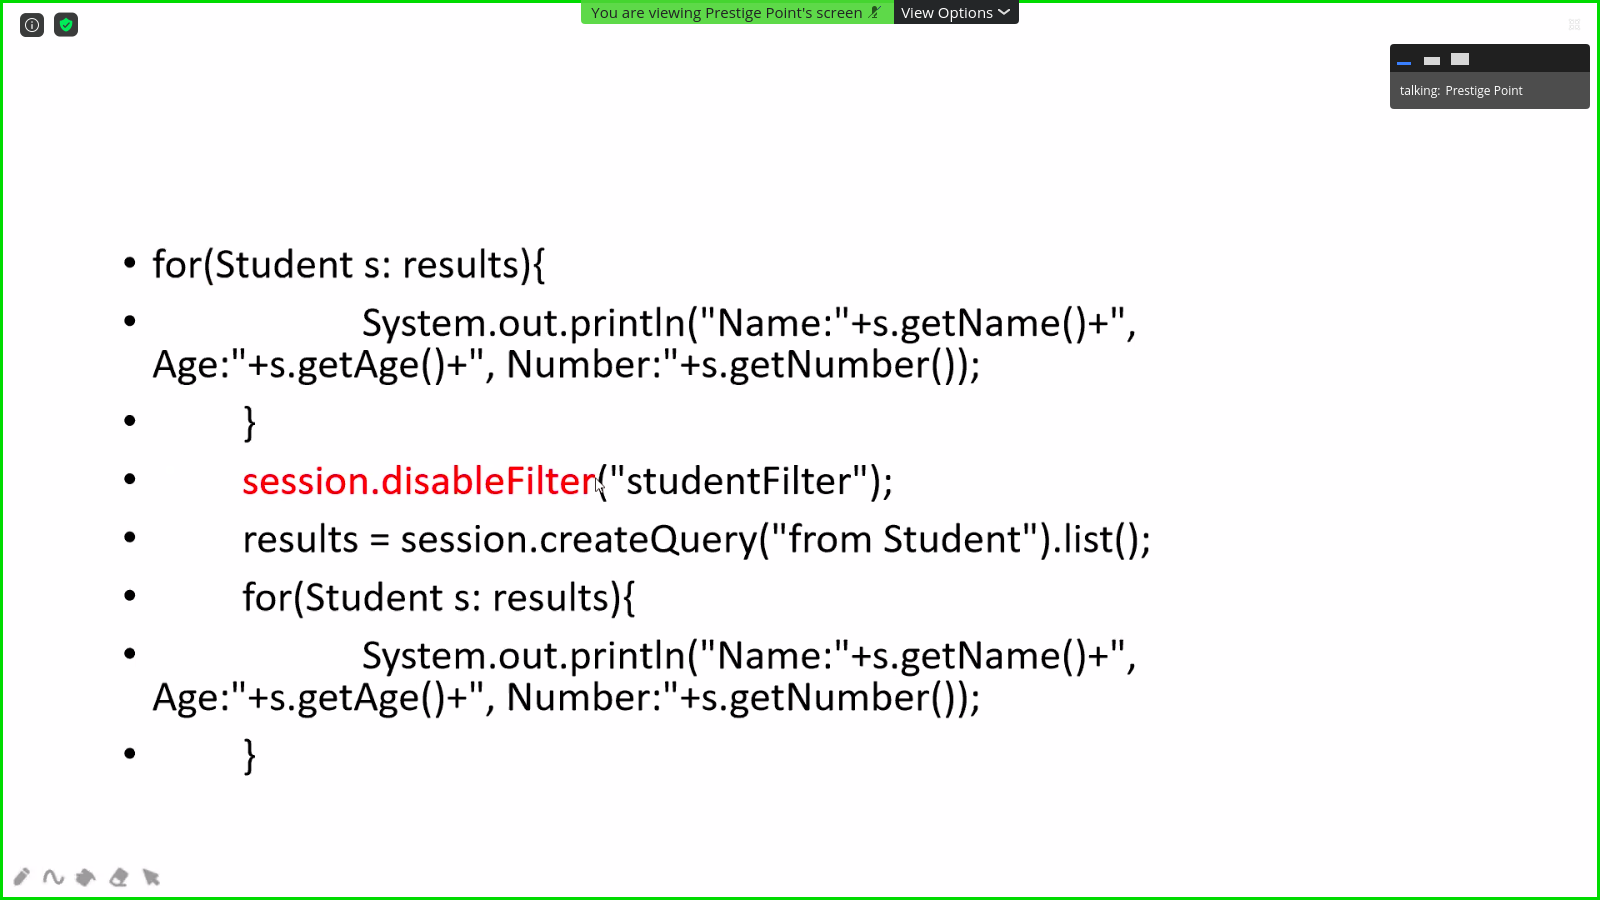 You are viewing Prestige Point's screen
View Options
talking: Prestige Point
• for(Student s: results){
• System.out.println("Name:"+s.getName()+",
Age:"+s.getAge()+", Number:"+s.getNumber());
• }
• session.disableFilter("studentFilter");
• results = session.createQuery("from Student").list();
• for(Student s: results){
• System.out.println("Name:"+s.getName()+",
Age:"+s.getAge()+", Number:"+s.getNumber());
• }